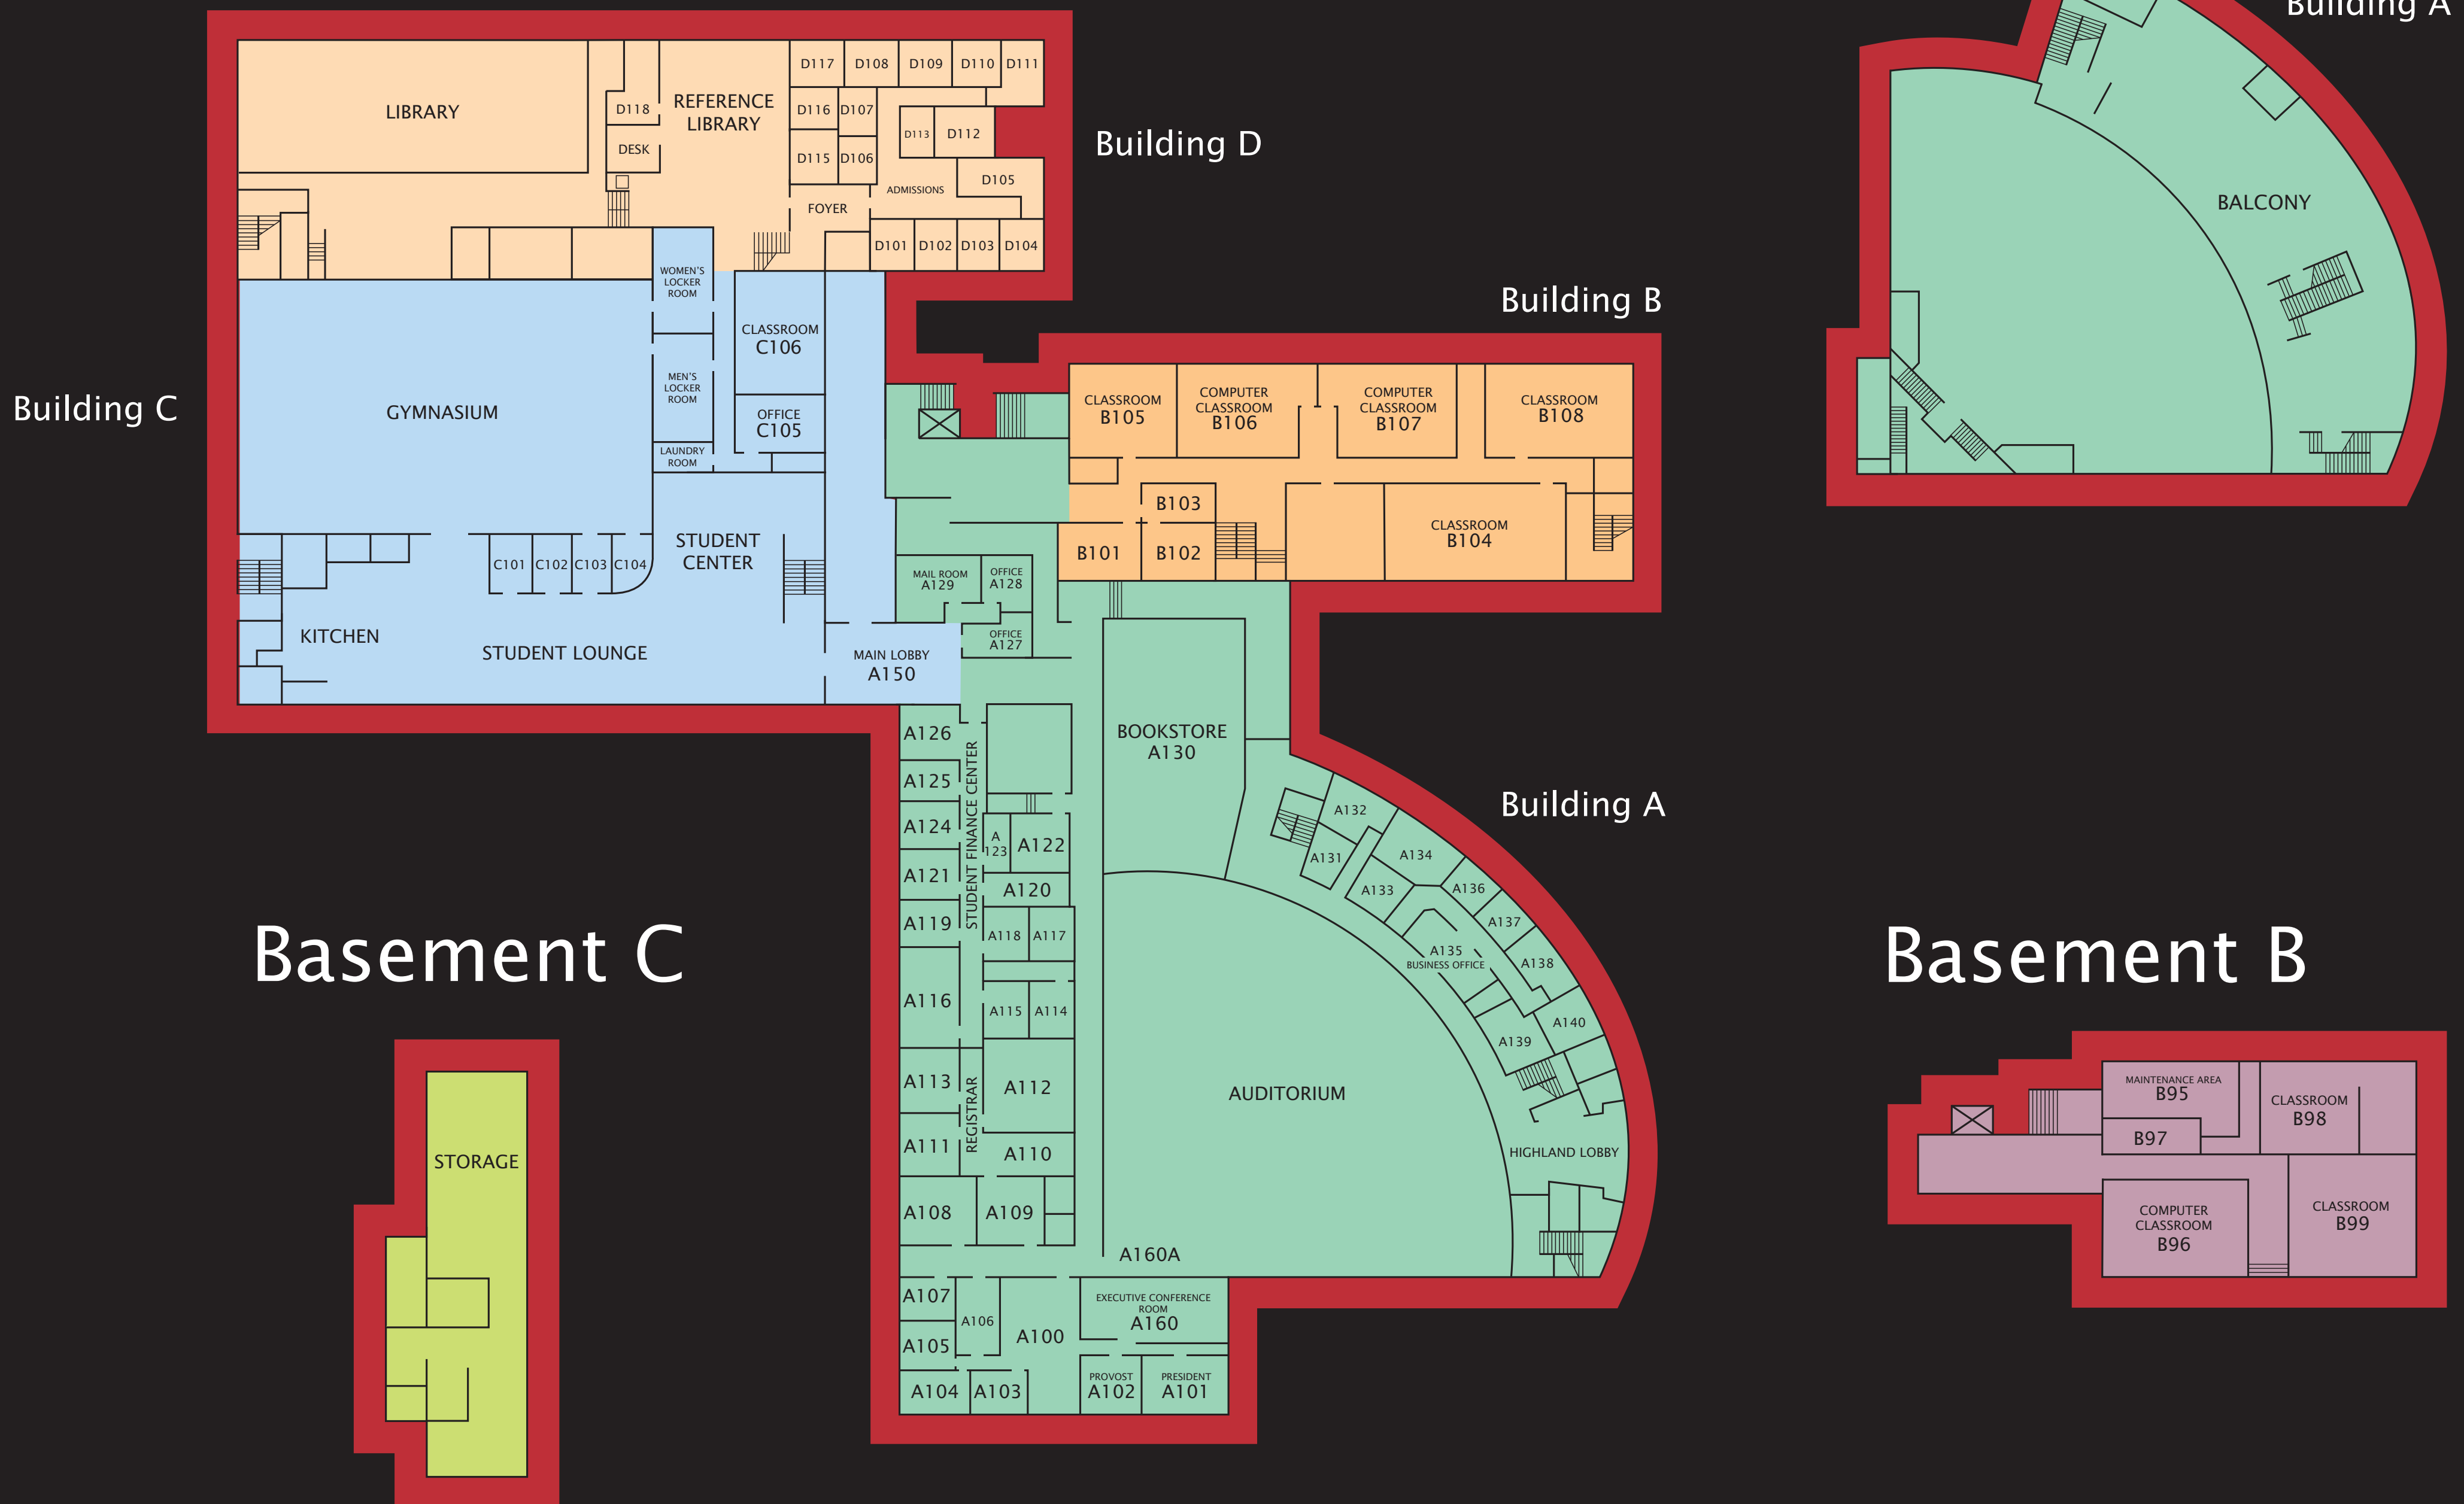 Building A
Building D
LIBRARY
D118
DESK
REFERENCE
LIBRARY
D117
D108
D109
D110
D111
D116
D107
D113
D112
D115
D106
D105
ADMISSIONS
FOYER
D101
D102
D103
D104
Building C
WOMEN'S
LOCKER
ROOM
CLASSROOM
C106
GYMNASIUM
MEN'S
LOCKER
ROOM
OFFICE
C105
LAUNDRY
ROOM
STUDENT
CENTER
C101
C102
C103
C104
KITCHEN
STUDENT LOUNGE
MAIN LOBBY
A150
Building B
CLASSROOM
B105
COMPUTER
CLASSROOM
B106
COMPUTER
CLASSROOM
B107
CLASSROOM
B108
B103
B101
B102
CLASSROOM
B104
BALCONY
MAIL ROOM
A129
OFFICE
A128
OFFICE
A127
Building A
BOOKSTORE
A130
A126
A125
A124
A121
A119
A116
STUDENT FINANCE CENTER
A
123
A122
A120
A118
A117
A115
A114
A113
A112
A111
REGISTRAR
A110
A108
A109
A132
A131
A134
A133
A136
A137
A135
BUSINESS OFFICE
A138
A140
A139
AUDITORIUM
HIGHLAND LOBBY
A160A
A107
A106
A105
A100
EXECUTIVE CONFERENCE
ROOM
A160
A104
A103
PROVOST
A102
PRESIDENT
A101
Basement C
STORAGE
Basement B
MAINTENANCE AREA
B95
B97
CLASSROOM
B98
COMPUTER
CLASSROOM
B96
CLASSROOM
B99